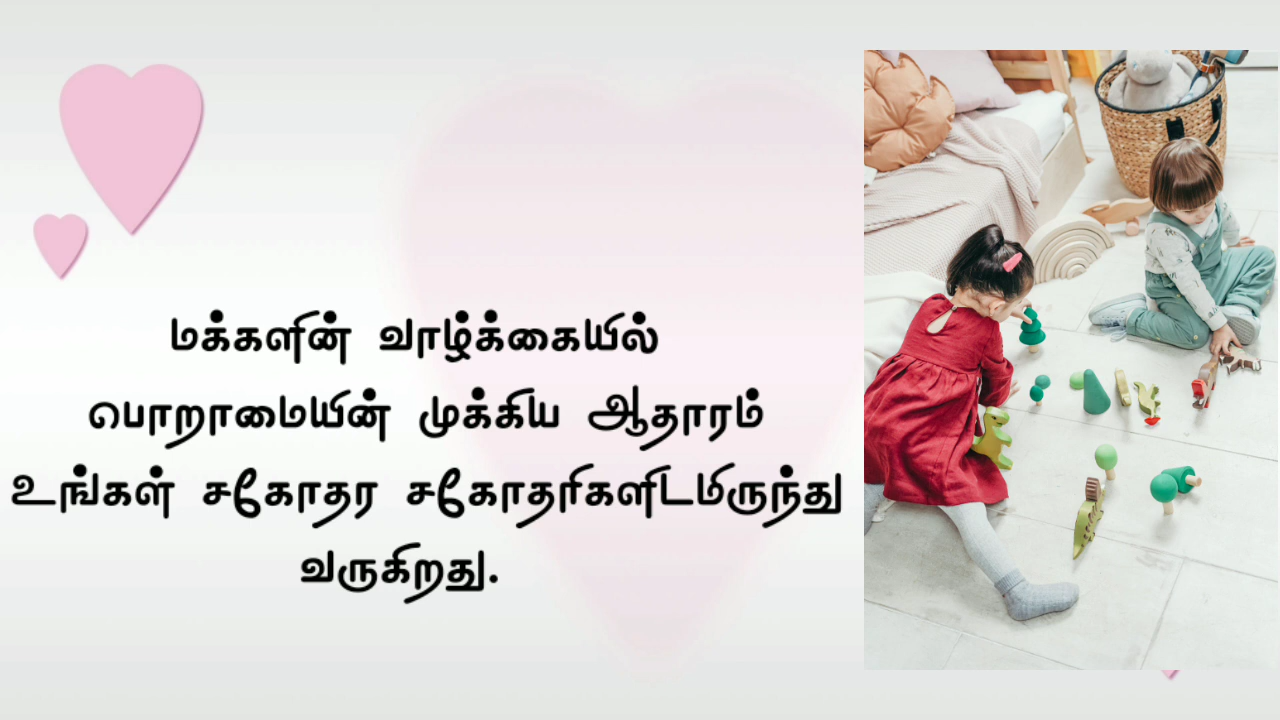 மக்களின் வாழ்க்கையில்
பொறாமையின் முக்கிய ஆதாரம்
உங்கள் சகோதர சகோதரிகளிடமிருந்து
வருகிறது.